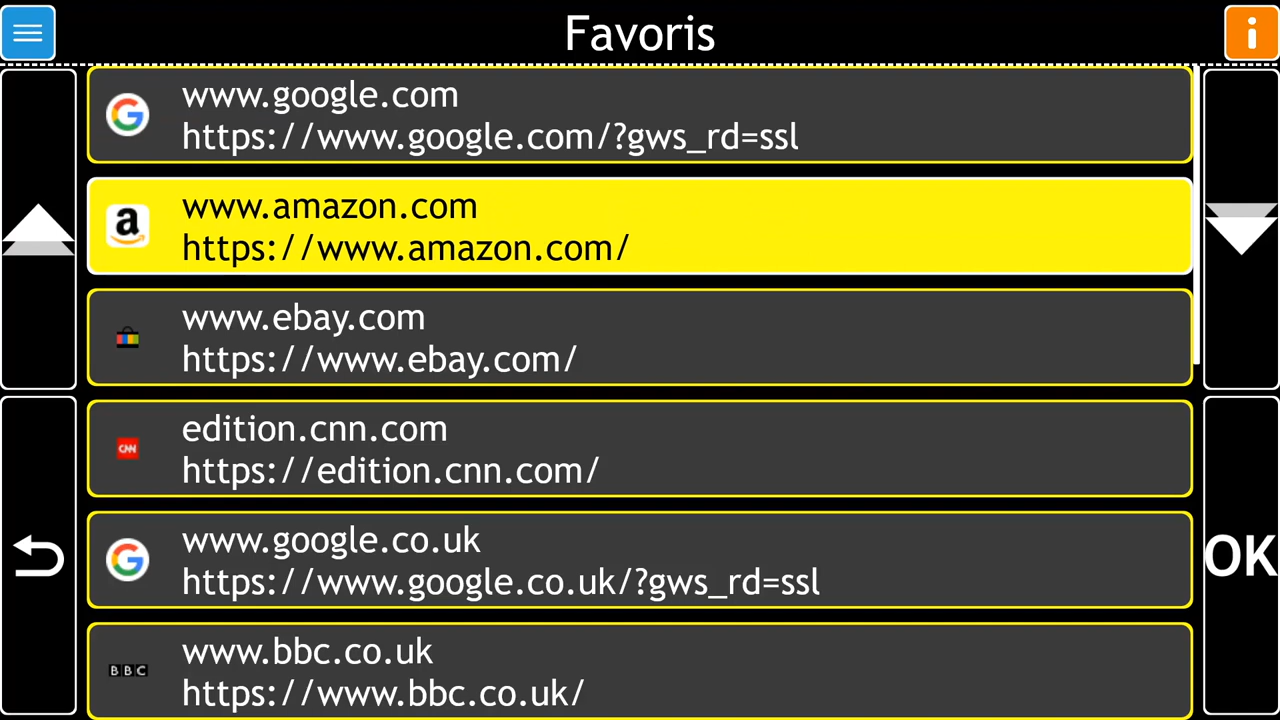 Favoris
www.google.com
https://www.google.com/?gws_rd=ssl
www.amazon.com
https://www.amazon.com/
www.ebay.com
https://www.ebay.com/
CNN
edition.cnn.com
https://edition.cnn.com/
www.google.co.uk
https://www.google.co.uk/?gws_rd=ssl
OK
BBC
www.bbc.co.uk
https://www.bbc.co.uk/